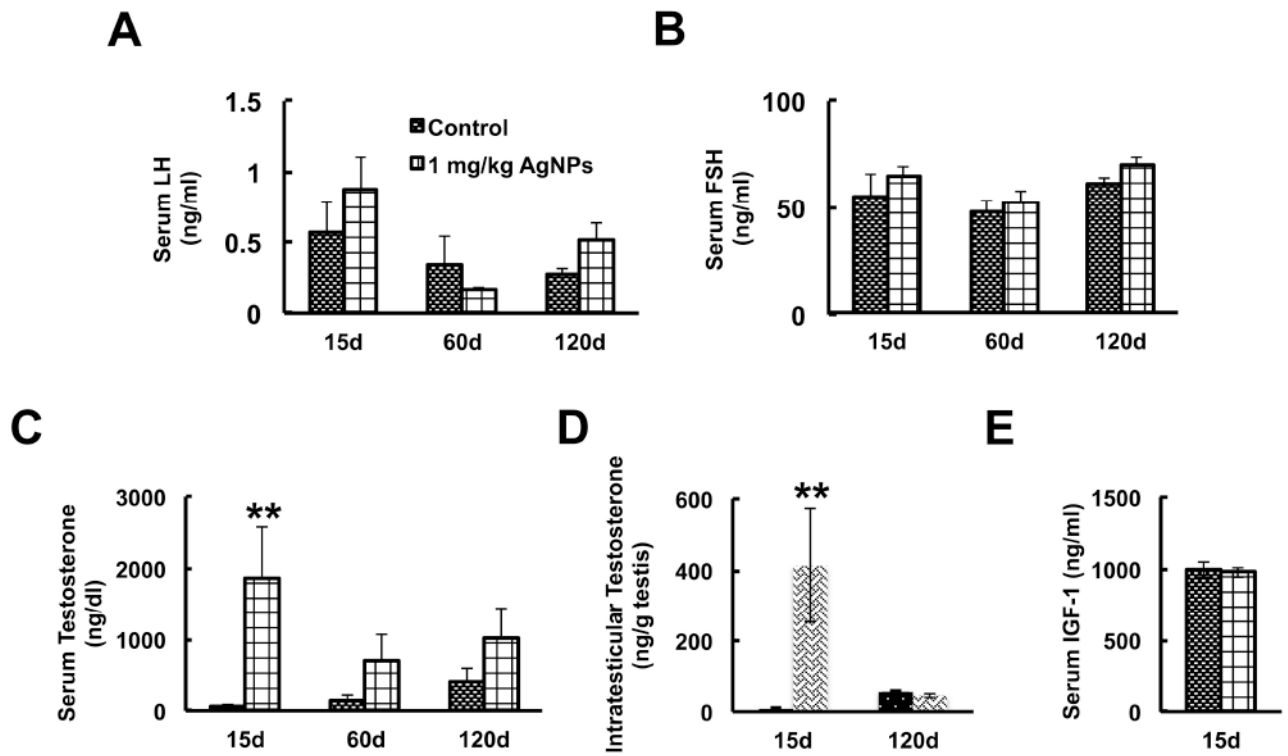 A
Serum LH
(ng/ml)
1.5
1
0.5
0
Control
1 mg/kg AgNPs
15d 60d 120d
B
Serum FSH
(ng/ml)
100
50
0
15d 60d 120d
C
Serum Testosterone
(ng/dl)
3000
2000
1000
0
**
15d 60d 120d
D
Intratesticular Testosterone
(ng/g testis)
600
400
200
0
**
15d 120d
E
Serum IGF-1 (ng/ml)
1500
1000
500
0
15d